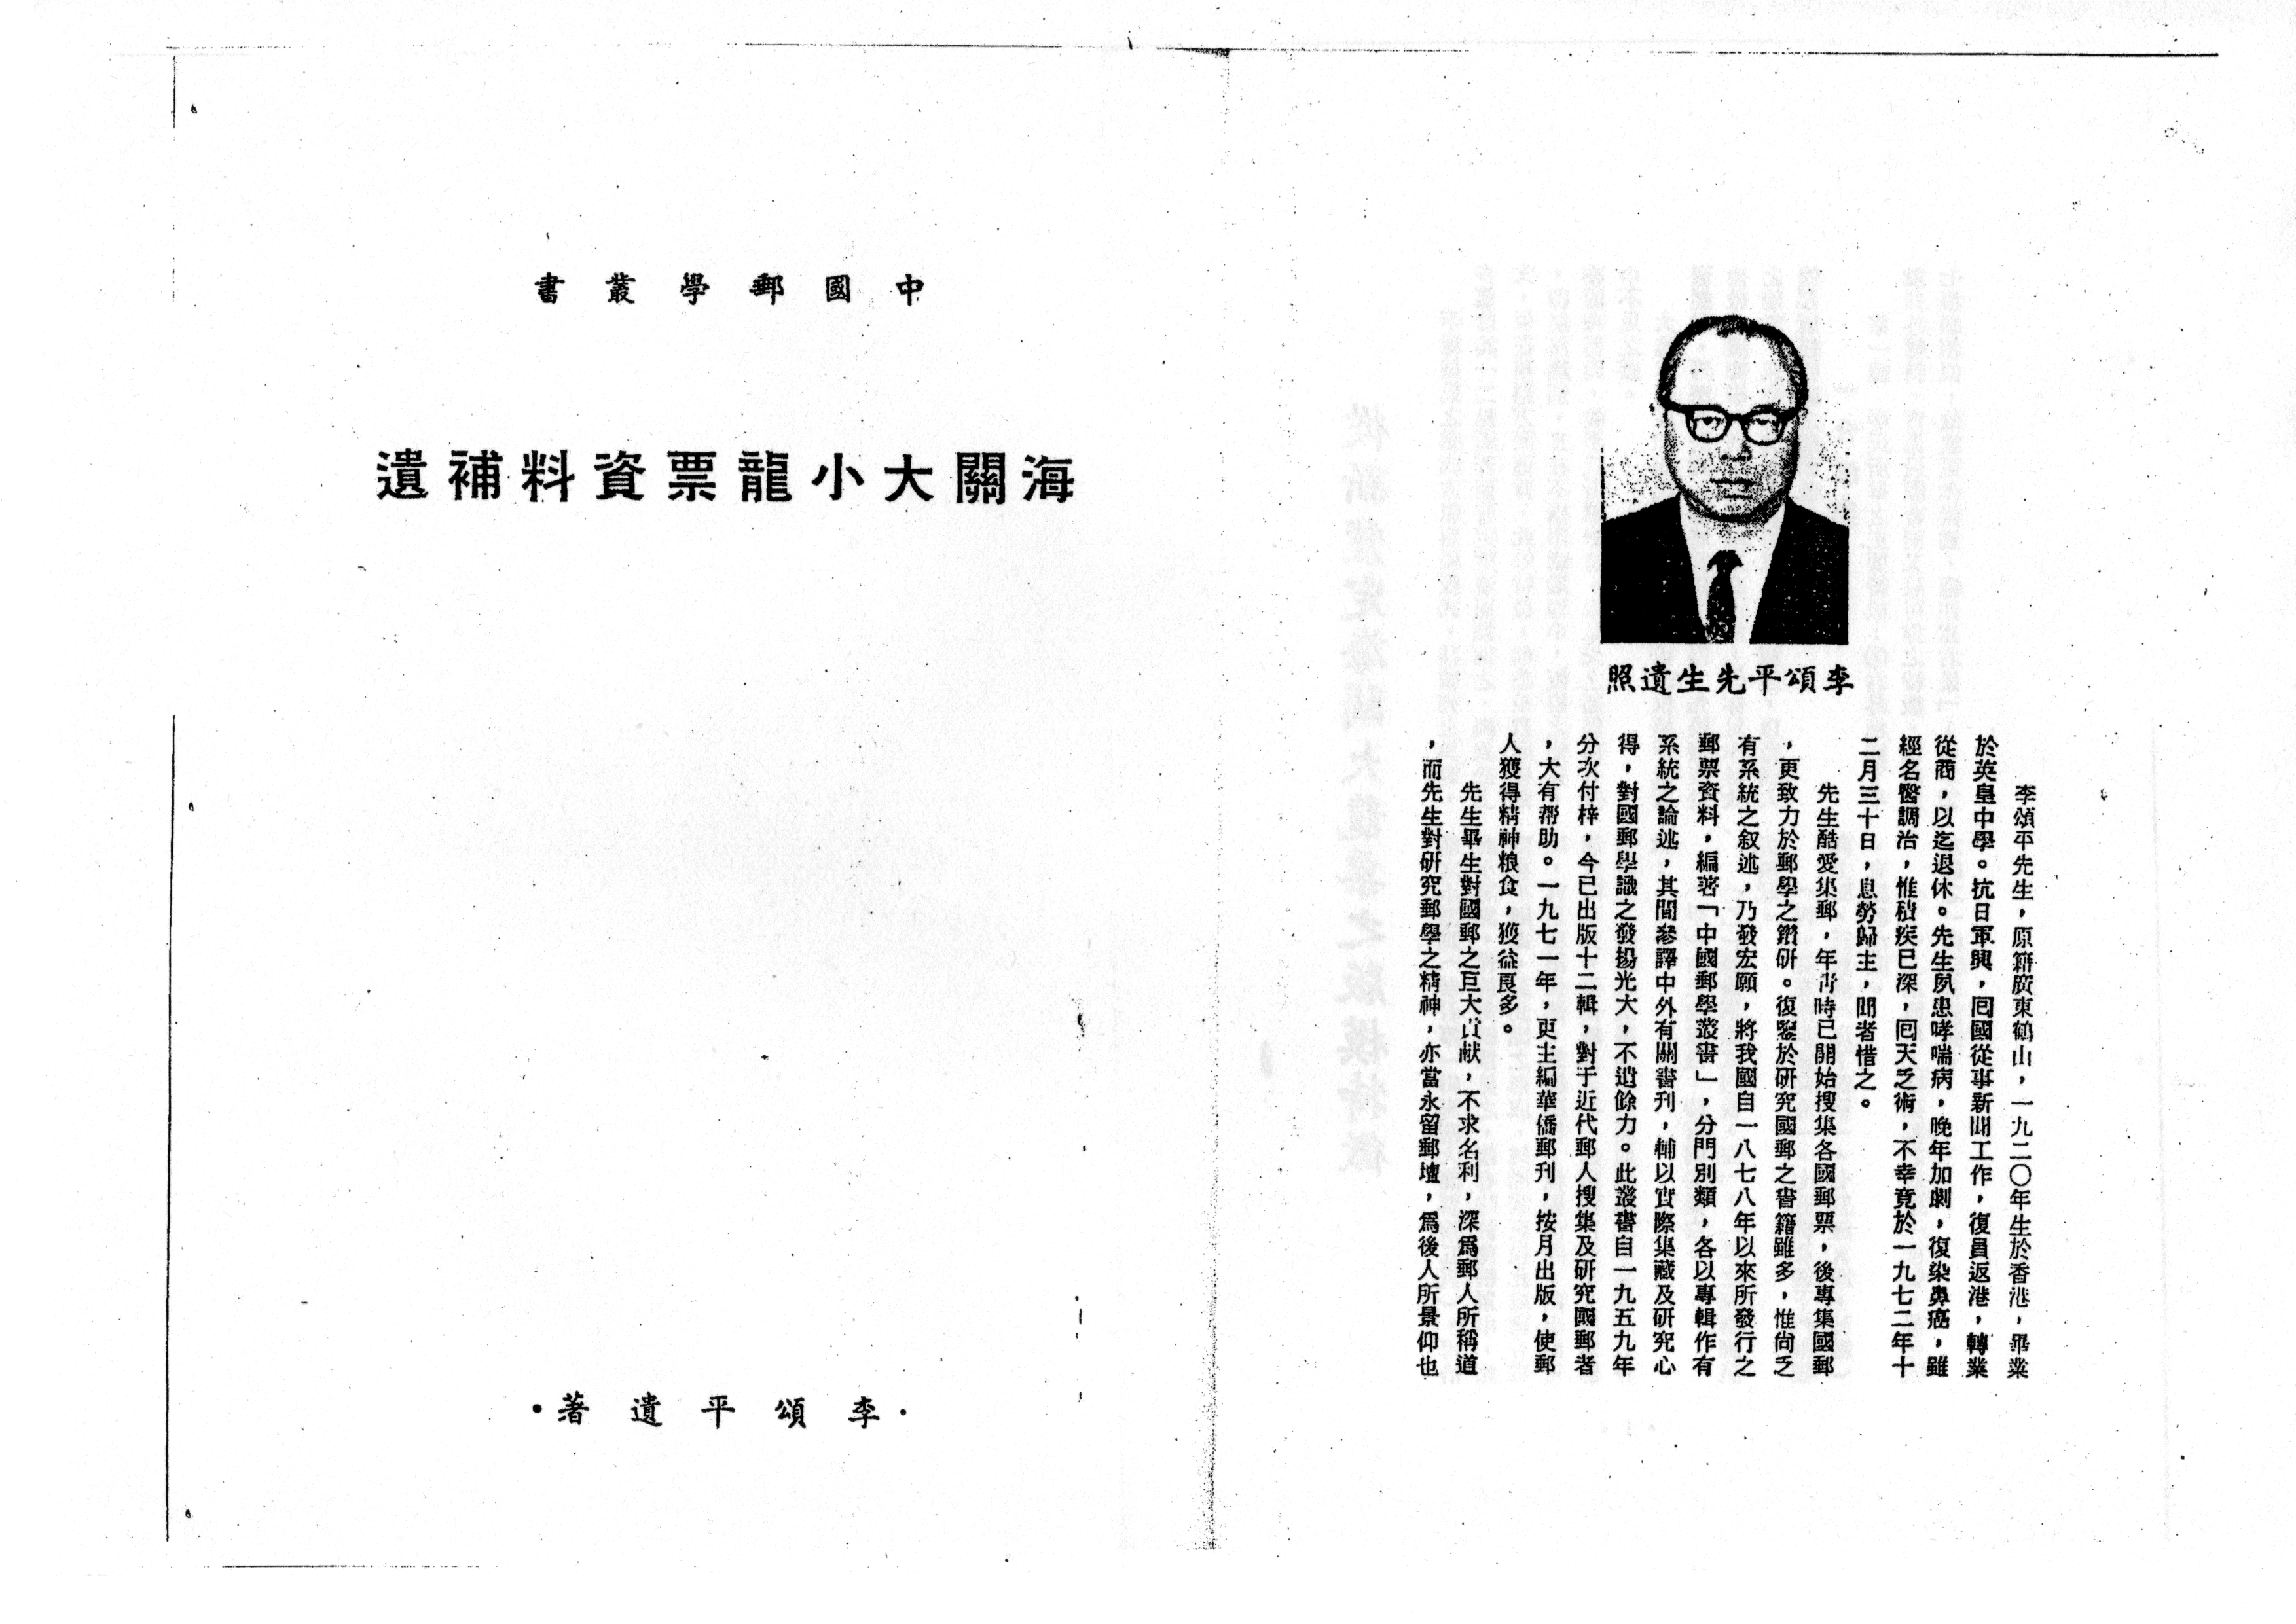 中國郵學叢書
海關大小龍票資料補遺
·李頌平遺著·
李頌平先生遺照
李頌平先生，原籍廣東鶴山，一九二〇年生於香港，畢業
於英皇中學。抗日軍興，囘國從事新聞工作，復員返港，轉業
從商，以迄退休。先生夙患哮喘病，晚年加劇，復染鼻癌，雖
經名醫調治，惟積疾已深，囘天乏術，不幸竟於一九七二年十
二月三十日，息勞歸主，聞者惜之。
先生酷愛集郵，年靑時已開始搜集各國郵票，後專集國郵
，更致力於郵學之鑽研。復鑒於研究國郵之書籍雖多，惟尙乏
有系統之叙述，乃發宏願，將我國自一八七八年以來所發行之
郵票資料，編著「中國郵學叢書」，分門別類，各以專輯作有
系統之論述，其間叅譯中外有關書刊，輔以實際集藏及研究心
得，對國郵學識之發揚光大，不遺餘力。此叢書自一九五九年
分次付梓，今已出版十二輯，對于近代郵人搜集及研究國郵者
，大有帮助。一九七一年，更主編華僑郵刊，按月出版，使郵
人獲得精神粮食，獲益良多。
先生畢生對國郵之巨大貢献，不求名利，深爲郵人所稱道
，而先生對研究郵學之精神，亦當永留郵壇，爲後人所景仰也